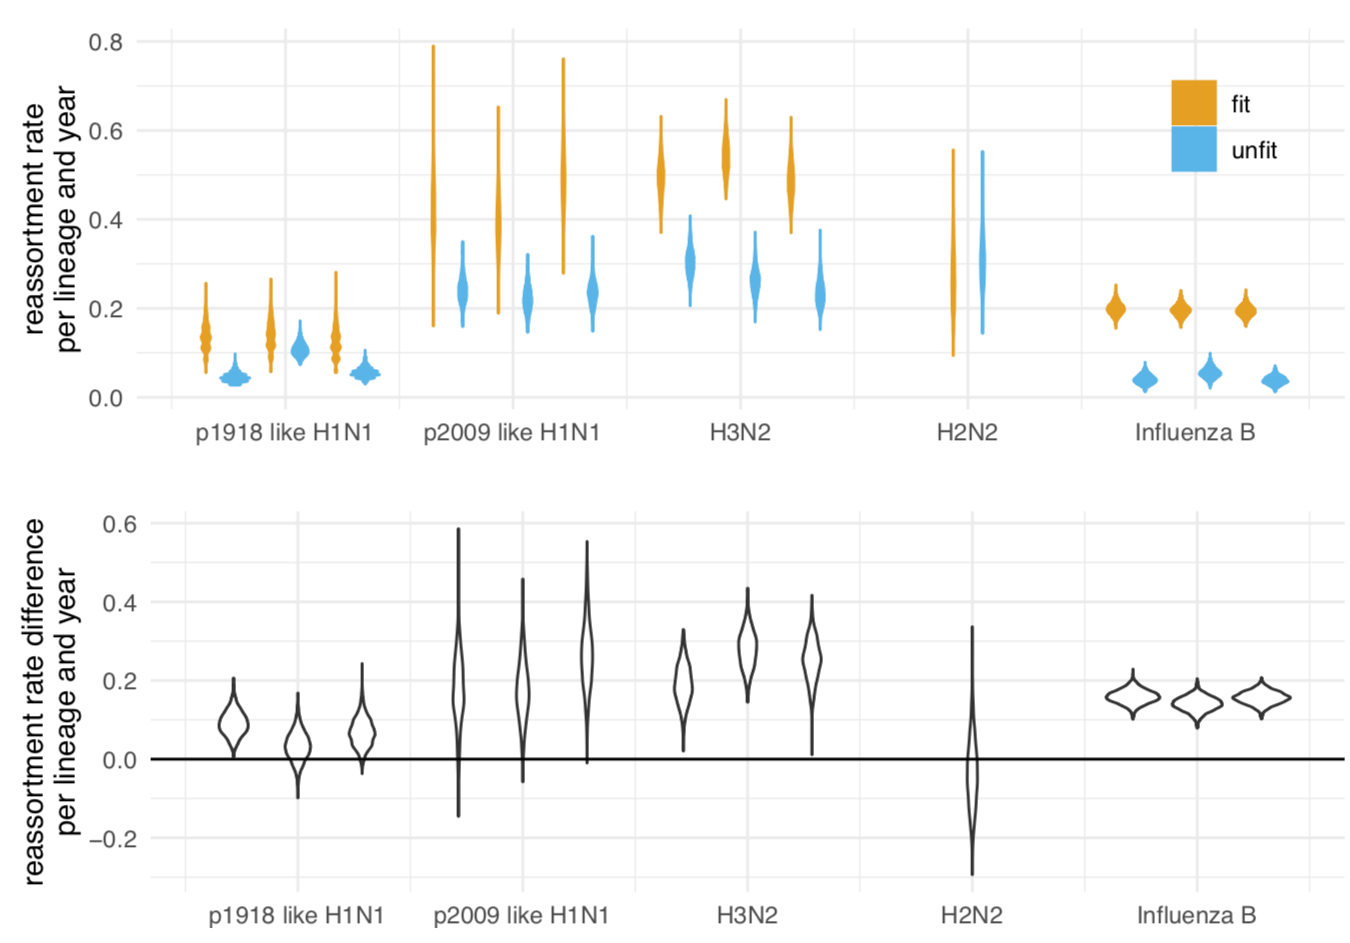 reassortment rate
per lineage and year
0.8
0.6
0.4
0.2
0.0
fit
unfit
p1918 like H1N1
p2009 like H1N1
H3N2
H2N2
Influenza B
reassortment rate difference
per lineage and year
0.6
0.4
0.2
0.0
−0.2
p1918 like H1N1
p2009 like H1N1
H3N2
H2N2
Influenza B